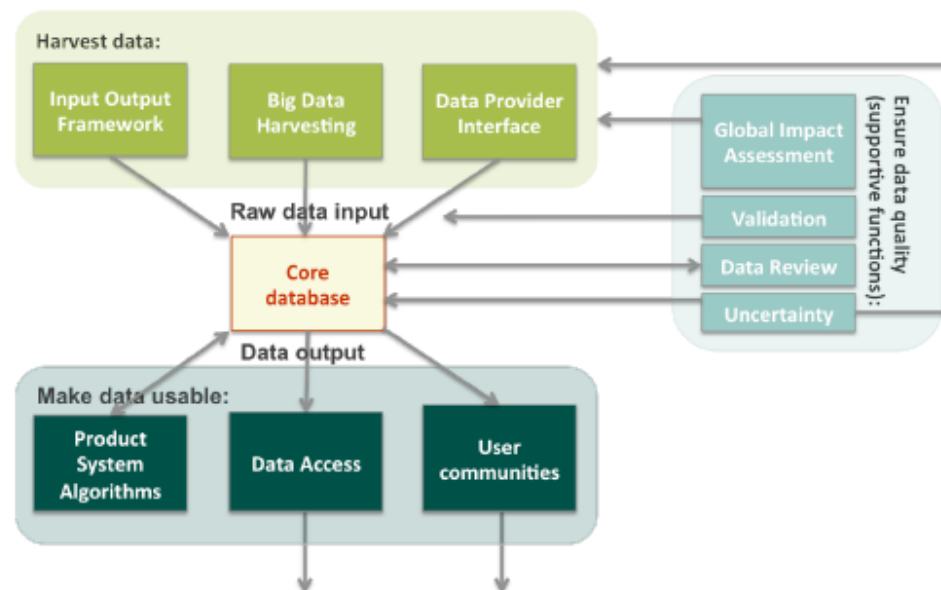 Harvest data:
Input Output
Framework
Big Data
Harvesting
Data Provider
Interface
Global Impact
Assessment
Validation
Data Review
Uncertainty
Ensure data quality
(supportive functions):
Raw data input
Core
database
Data output
Make data usable:
Product
System
Algorithms
Data Access
User
communities